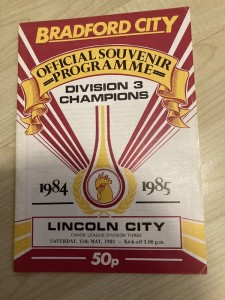 BRADFORD CITY
OFFICIAL SOUVENIR
PROGRAMME
DIVISION 3
CHAMPIONS
1984 1985
LINCOLN CITY
CANON LEAGUE DIVISION THREE
SATURDAY, 11th MAY, 1985 — Kick-off 3.00 p.m.
50p